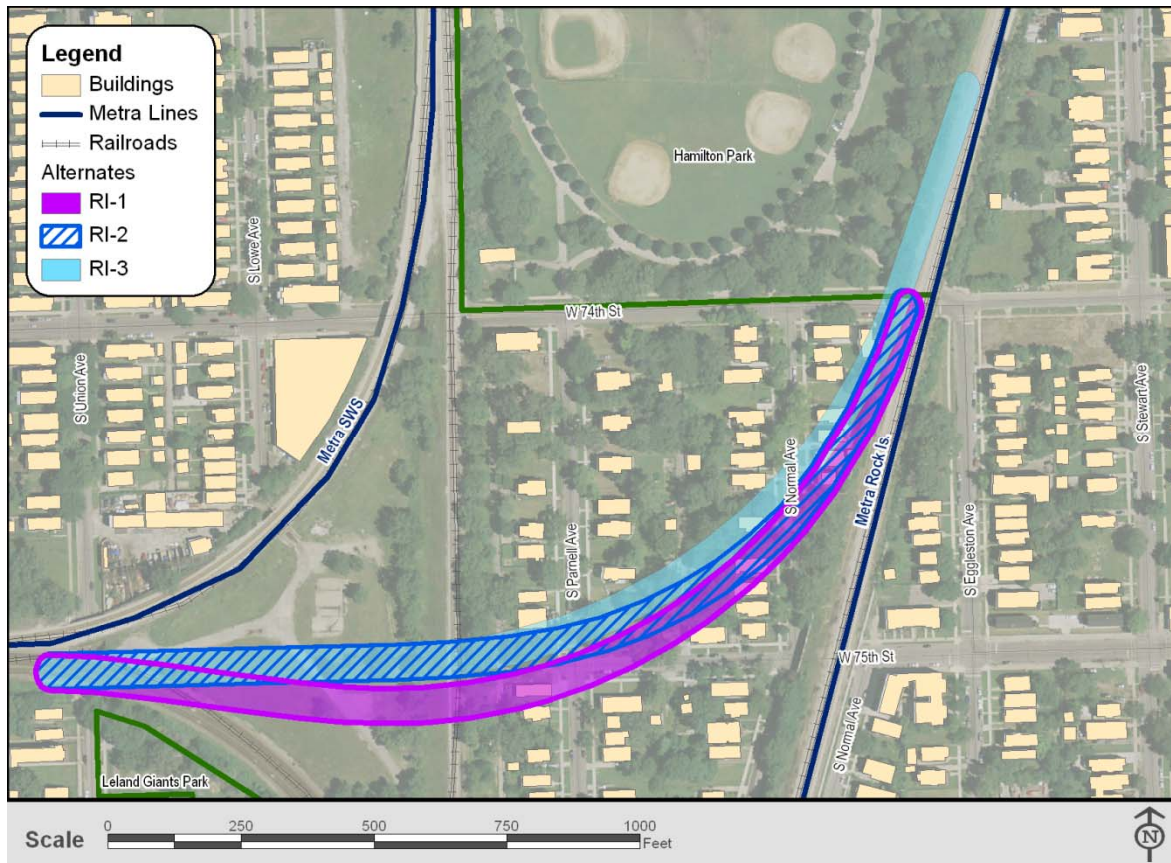 Legend
Buildings
Metra Lines
Railroads
Alternates
RI-1
RI-2
RI-3
Hamilton Park
S Lowe Ave
W 74th St
S Union Ave
Metra SWS
S Stewart Ave
S Normal Ave
Metra Rock Is.
S Parnell Ave
S Eggleston Ave
W 75th St
S Normal Ave
Leland Giants Park
Scale
0 250 500 750 1000
Feet
N